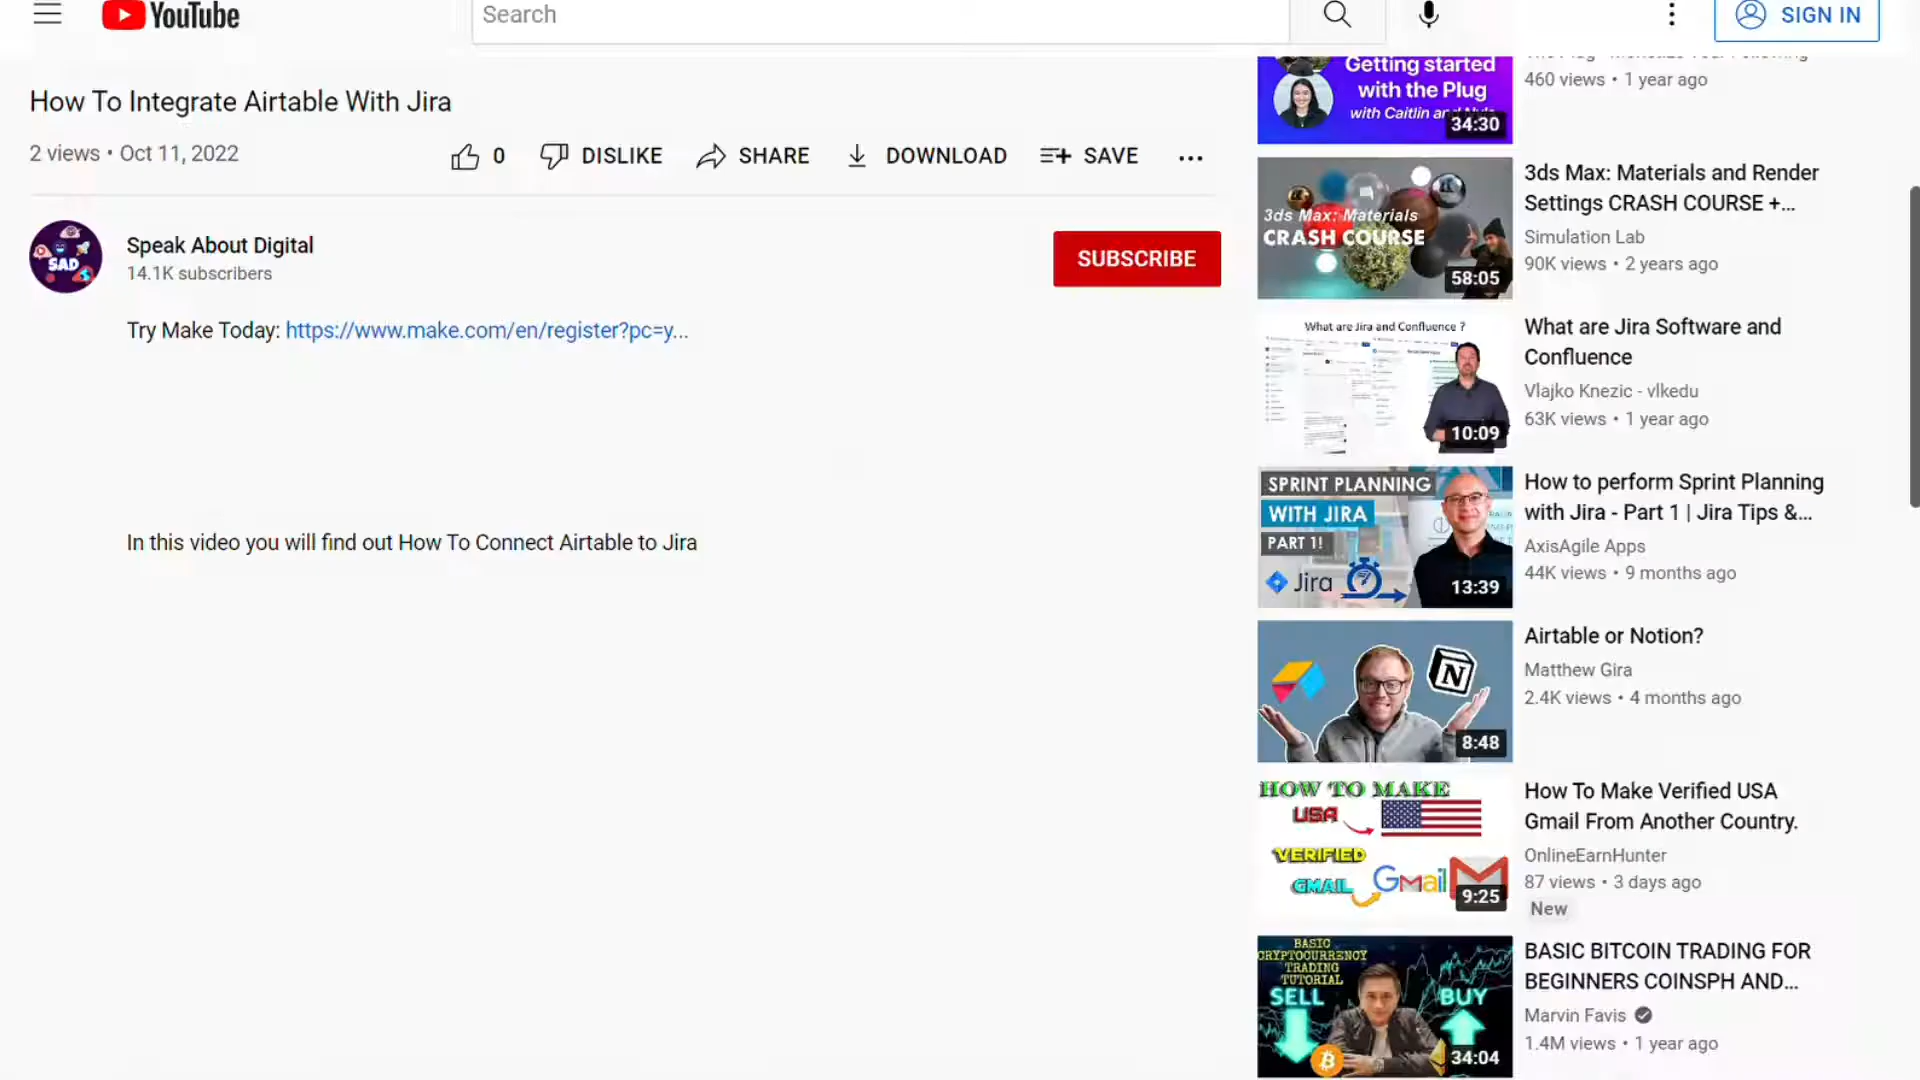 YouTube
Search
SIGN IN
How To Integrate Airtable With Jira
2 views • Oct 11, 2022
0
DISLIKE
SHARE
DOWNLOAD
SAVE
SAD
Speak About Digital
14.1K subscribers
SUBSCRIBE
Try Make Today: https://www.make.com/en/register?pc=y...
In this video you will find out How To Connect Airtable to Jira
Getting started
with the Plug
with Caitlin and
34:30
460 views • 1 year ago
3ds Max: Materials
CRASH COURSE
58:05
3ds Max: Materials and Render
Settings CRASH COURSE +...
Simulation Lab
90K views • 2 years ago
What are Jira and Confluence ?
10:09
What are Jira Software and
Confluence
Vlajko Knezic - vlkedu
63K views • 1 year ago
SPRINT PLANNING
WITH JIRA
PART 1!
Jira
13:39
How to perform Sprint Planning
with Jira - Part 1 | Jira Tips &...
AxisAgile Apps
44K views • 9 months ago
N
8:48
Airtable or Notion?
Matthew Gira
2.4K views • 4 months ago
HOW TO MAKE
USA
VERIFIED
GMAIL
Gmail
9:25
How To Make Verified USA
Gmail From Another Country.
OnlineEarnHunter
87 views • 3 days ago
New
BASIC
CRYPTOCURRENCY
TRADING
TUTORIAL
SELL
BUY
34:04
BASIC BITCOIN TRADING FOR
BEGINNERS COINSPH AND...
Marvin Favis
1.4M views • 1 year ago